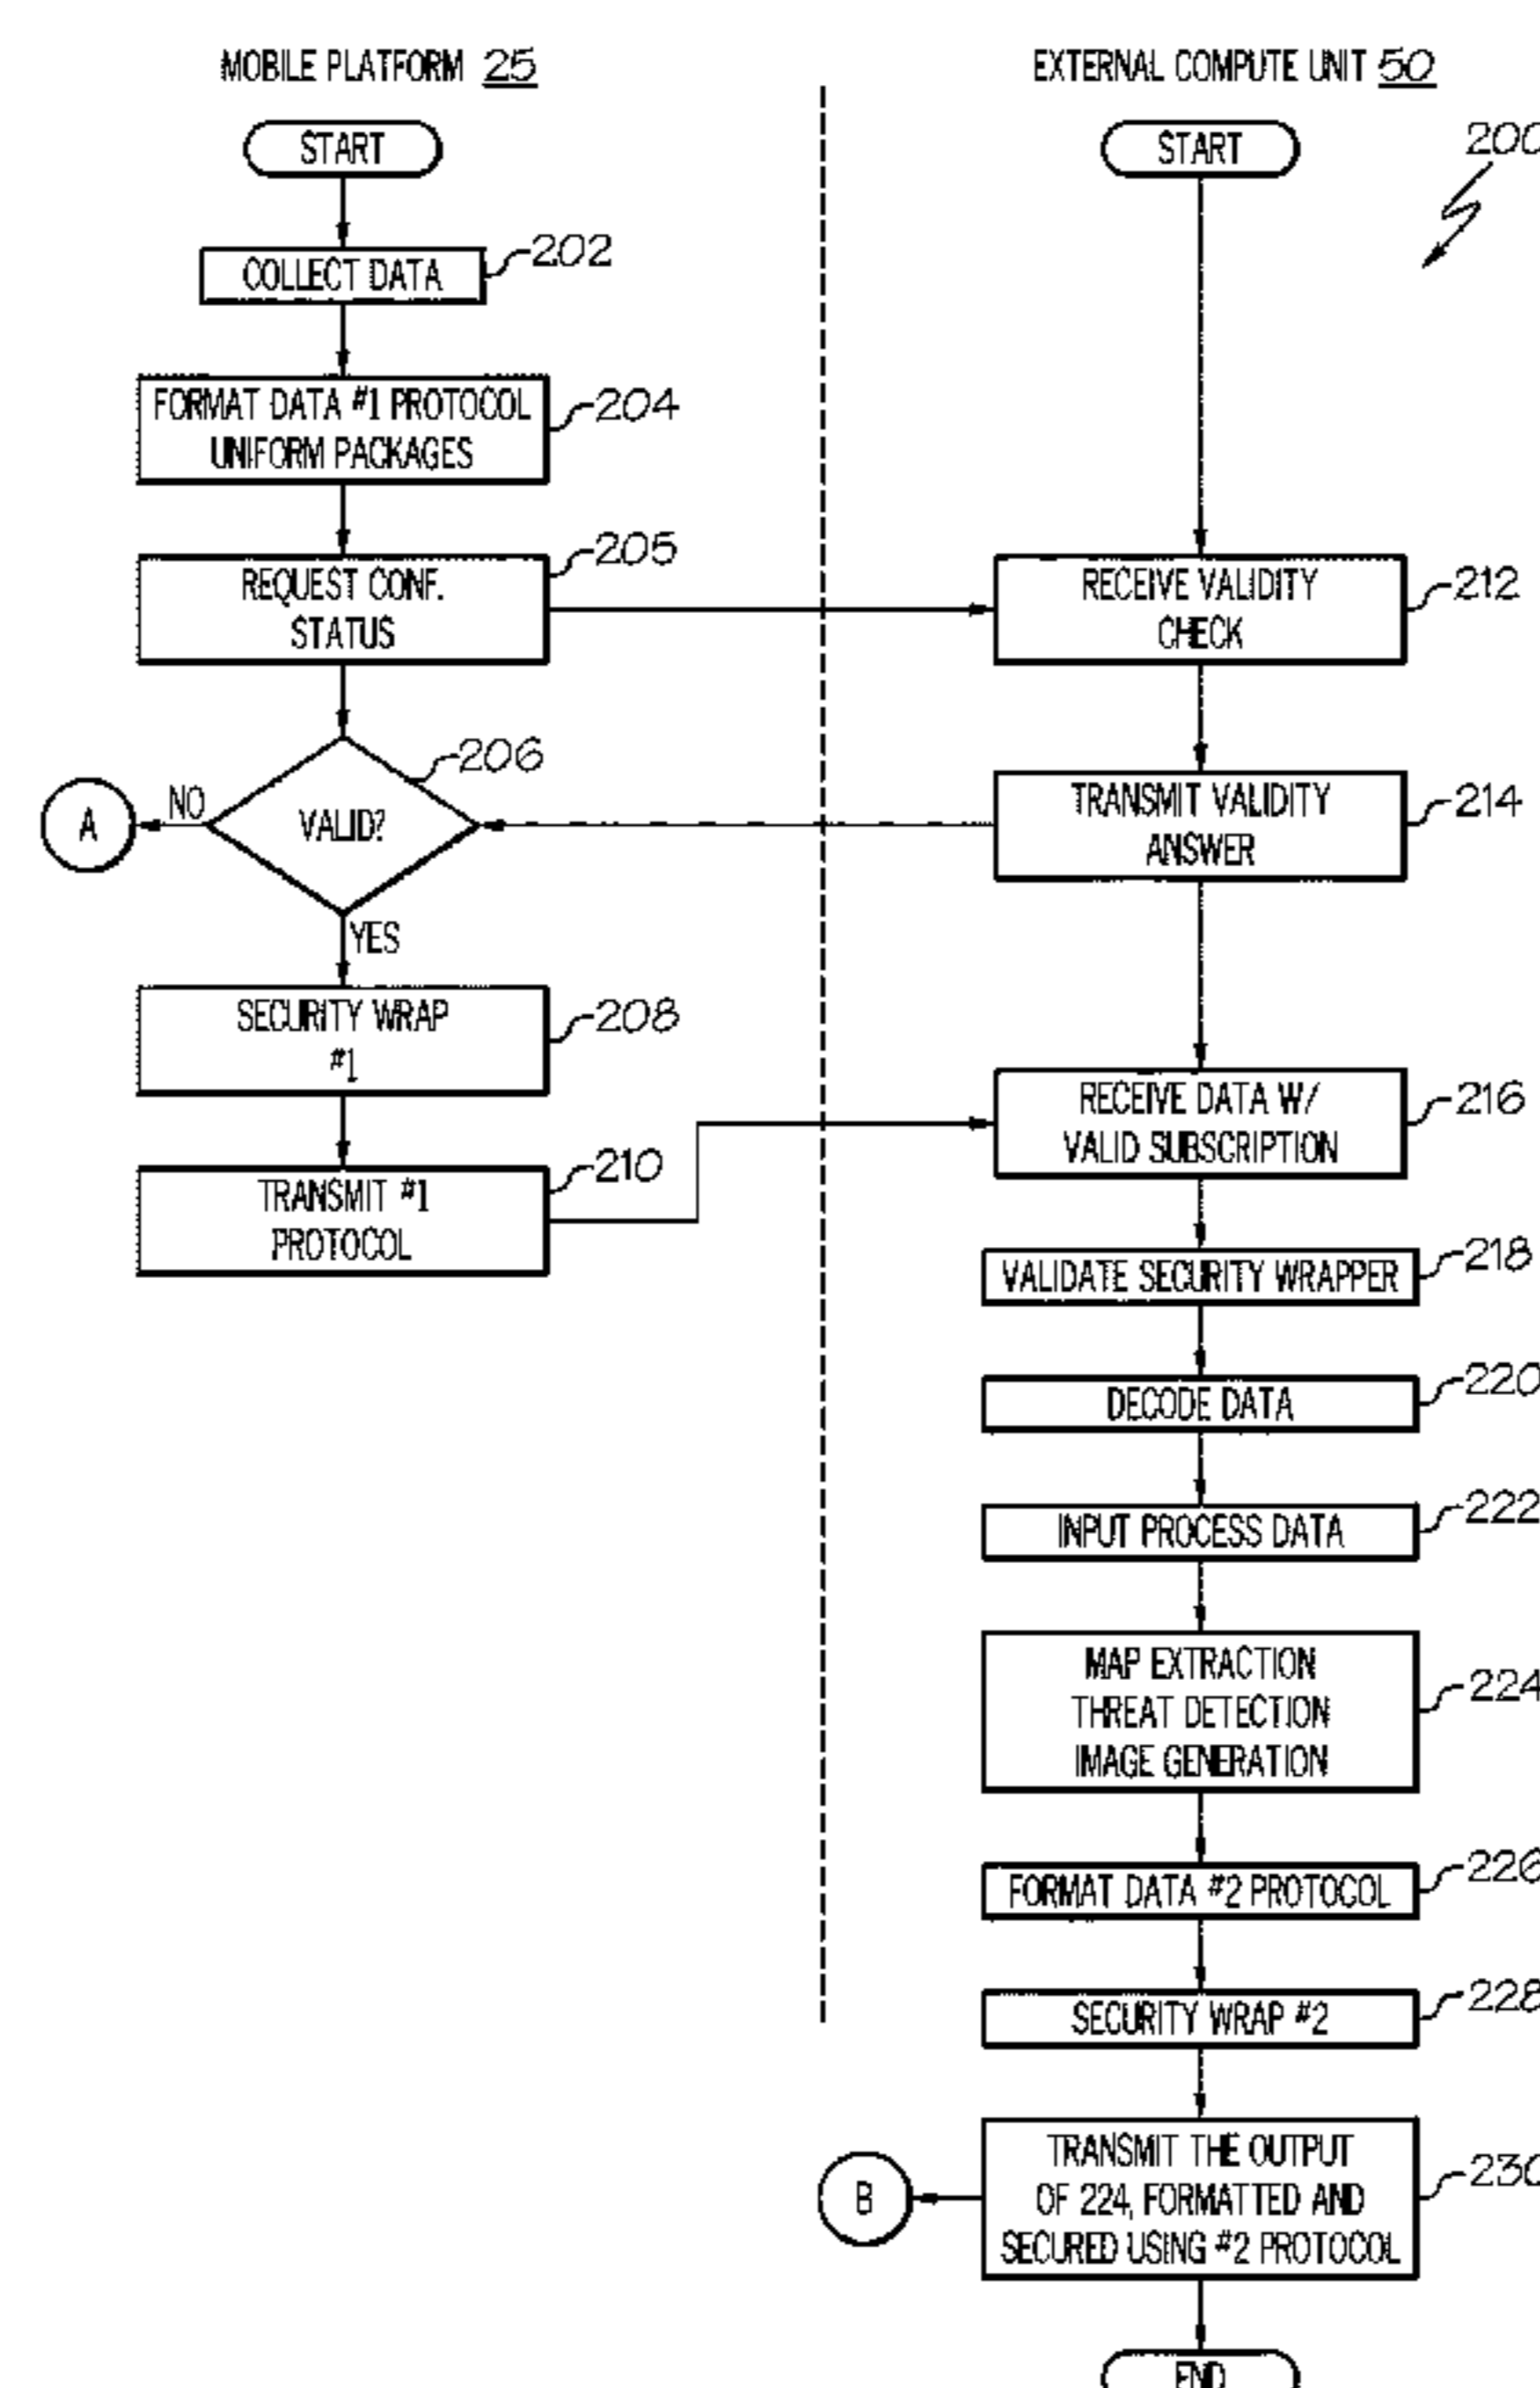 MOBILE PLATFORM 25
START
COLLECT DATA
202
FORMAT DATA #1 PROTOCOL
UNIFORM PACKAGES
204
REQUEST CONF.
STATUS
205
VALID?
206
NO
A
YES
SECURITY WRAP
#1
208
TRANSMIT #1
PROTOCOL
210
EXTERNAL COMPUTE UNIT 50
START
200
RECEIVE VALIDITY
CHECK
212
TRANSMIT VALIDITY
ANSWER
214
RECEIVE DATA W/
VALID SUBSCRIPTION
216
VALIDATE SECURITY WRAPPER
218
DECODE DATA
220
INPUT PROCESS DATA
222
MAP EXTRACTION
THREAT DETECTION
IMAGE GENERATION
224
FORMAT DATA #2 PROTOCOL
226
SECURITY WRAP #2
228
TRANSMIT THE OUTPUT
OF 224, FORMATTED AND
SECURED USING #2 PROTOCOL
230
B
END